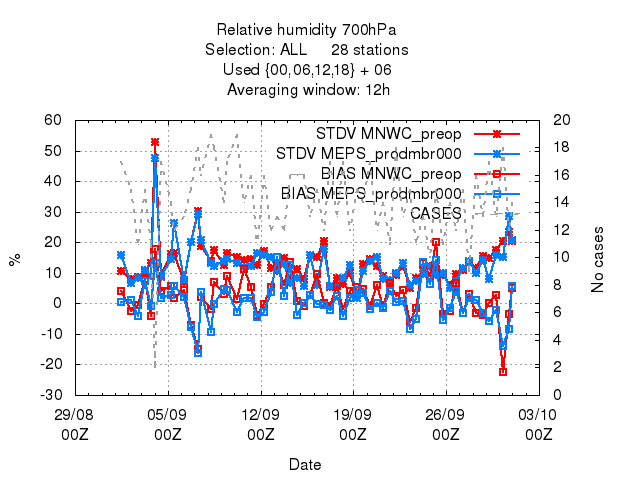 Relative humidity 700hPa
Selection: ALL 28 stations
Used {00,06,12,18} + 06
Averaging window: 12h
STDV MNWC_preop
STDV MEPS_prodmbr000
BIAS MNWC_preop
BIAS MEPS_prodmbr000
CASES
%
60
50
40
30
20
10
0
-10
-20
-30
No cases
20
18
16
14
12
10
8
6
4
2
0
29/08 05/09 12/09 19/09 26/09 03/10
00Z 00Z 00Z 00Z 00Z 00Z
Date